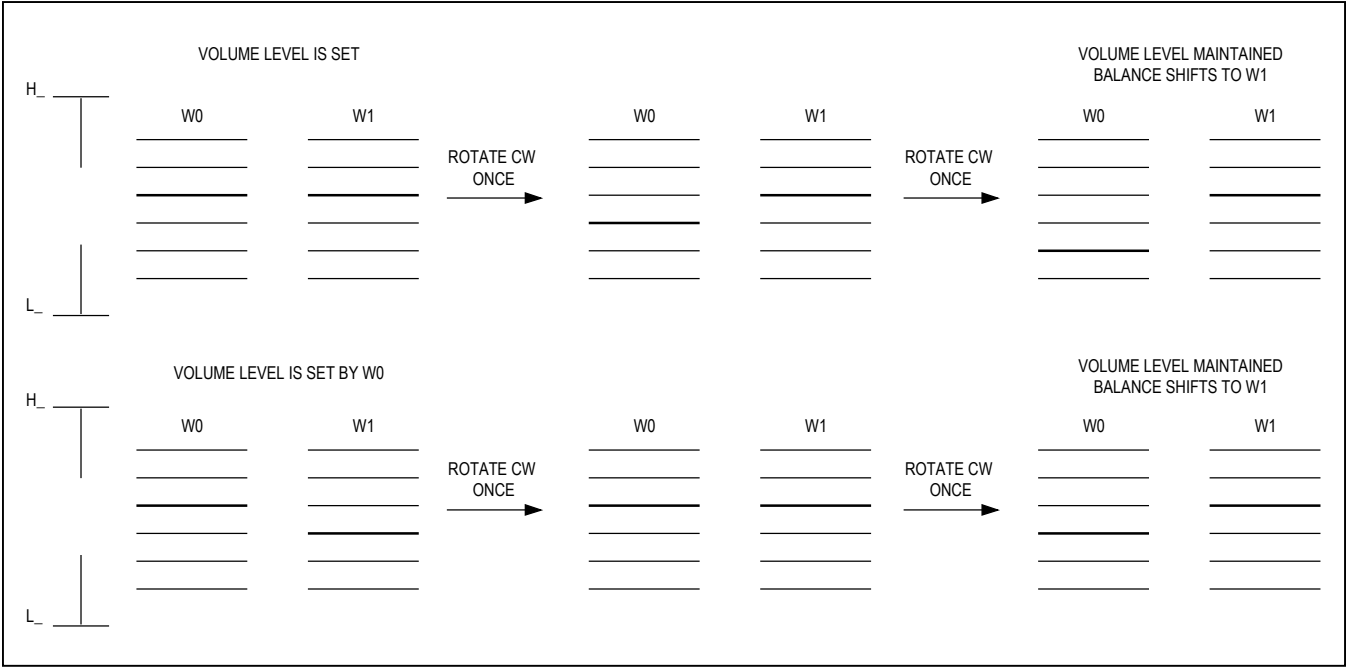 VOLUME LEVEL IS SET
VOLUME LEVEL MAINTAINED
BALANCE SHIFTS TO W1
H_
W0 W1 W0 W1 W0 W1
ROTATE CW
ONCE
ROTATE CW
ONCE
L_
VOLUME LEVEL IS SET BY W0
VOLUME LEVEL MAINTAINED
BALANCE SHIFTS TO W1
H_
W0 W1 W0 W1 W0 W1
ROTATE CW
ONCE
ROTATE CW
ONCE
L_